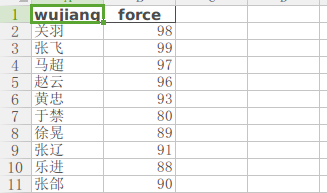 1 wujiang force
2 关羽 98
3 张飞 99
4 马超 97
5 赵云 96
6 黄忠 93
7 于禁 80
8 徐晃 89
9 张辽 91
10 乐进 88
11 张郃 90